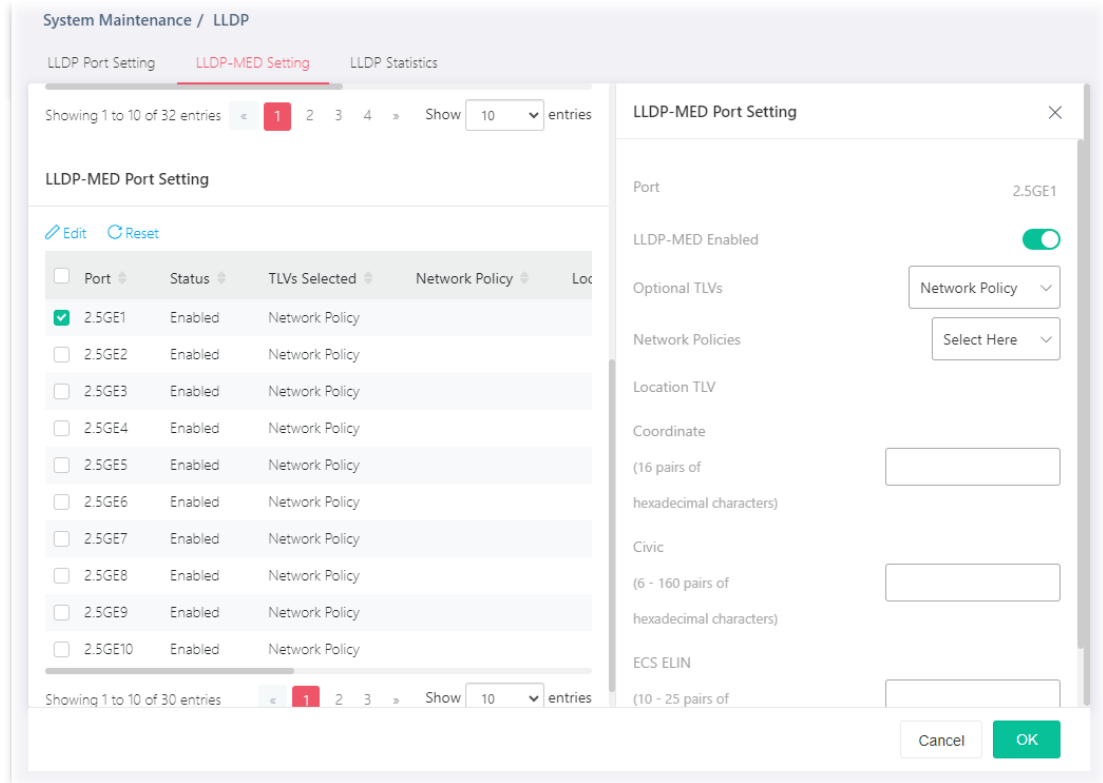 System Maintenance / LLDP
LLDP Port Setting LLDP-MED Setting LLDP Statistics
Showing 1 to 10 of 32 entries « 1 2 3 4 » Show 10 entries
LLDP-MED Port Setting
Edit Reset
Port Status TLVs Selected Network Policy Loc
2.5GE1 Enabled Network Policy
2.5GE2 Enabled Network Policy
2.5GE3 Enabled Network Policy
2.5GE4 Enabled Network Policy
2.5GE5 Enabled Network Policy
2.5GE6 Enabled Network Policy
2.5GE7 Enabled Network Policy
2.5GE8 Enabled Network Policy
2.5GE9 Enabled Network Policy
2.5GE10 Enabled Network Policy
Showing 1 to 10 of 30 entries « 1 2 3 » Show 10 entries
LLDP-MED Port Setting
Port 2.5GE1
LLDP-MED Enabled
Optional TLVs Network Policy
Network Policies Select Here
Location TLV
Coordinate
(16 pairs of
hexadecimal characters)
Civic
(6 - 160 pairs of
hexadecimal characters)
ECS ELIN
(10 - 25 pairs of
Cancel OK